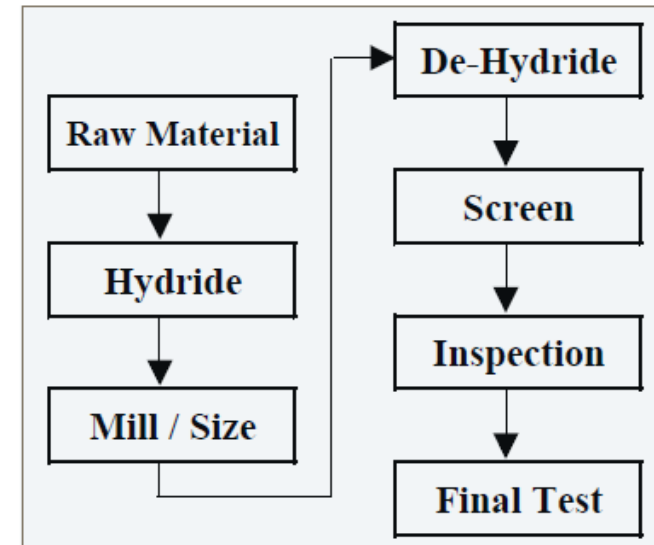 Raw Material
Hydride
Mill / Size
De-Hydride
Screen
Inspection
Final Test